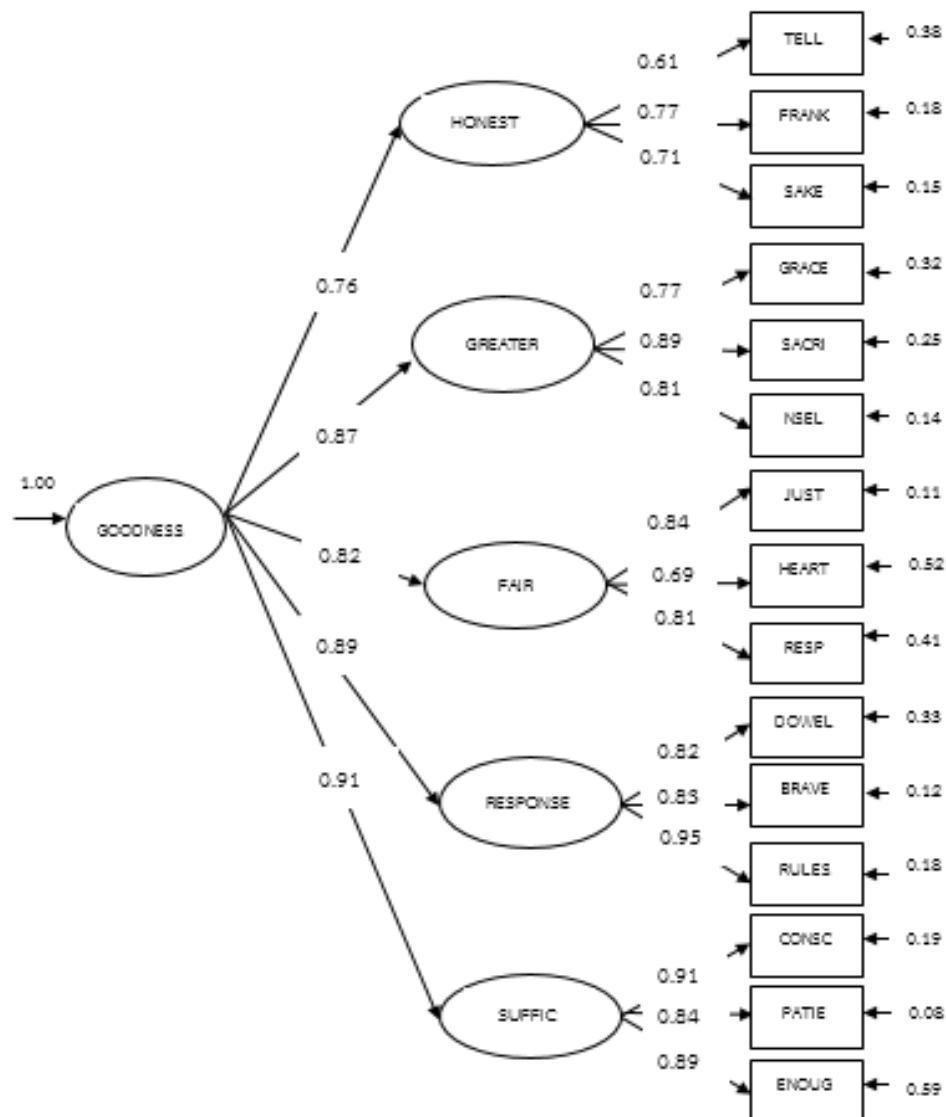 TELL
0.38
0.61
HONEST
0.77
FRANK
0.18
0.71
SAKE
0.15
0.76
GRACE
0.32
0.77
GREATER
0.89
SACRI
0.25
0.81
NSEL
0.14
0.87
1.00
GOODNESS
JUST
0.11
0.84
0.82
FAIR
0.69
HEART
0.52
0.81
RESP
0.41
0.89
DOWEL
0.33
0.82
RESPONSE
0.83
BRAVE
0.12
0.95
RULES
0.18
0.91
CONSC
0.19
0.91
SUFFIC
0.84
PATIE
0.08
0.89
ENOUG
0.59